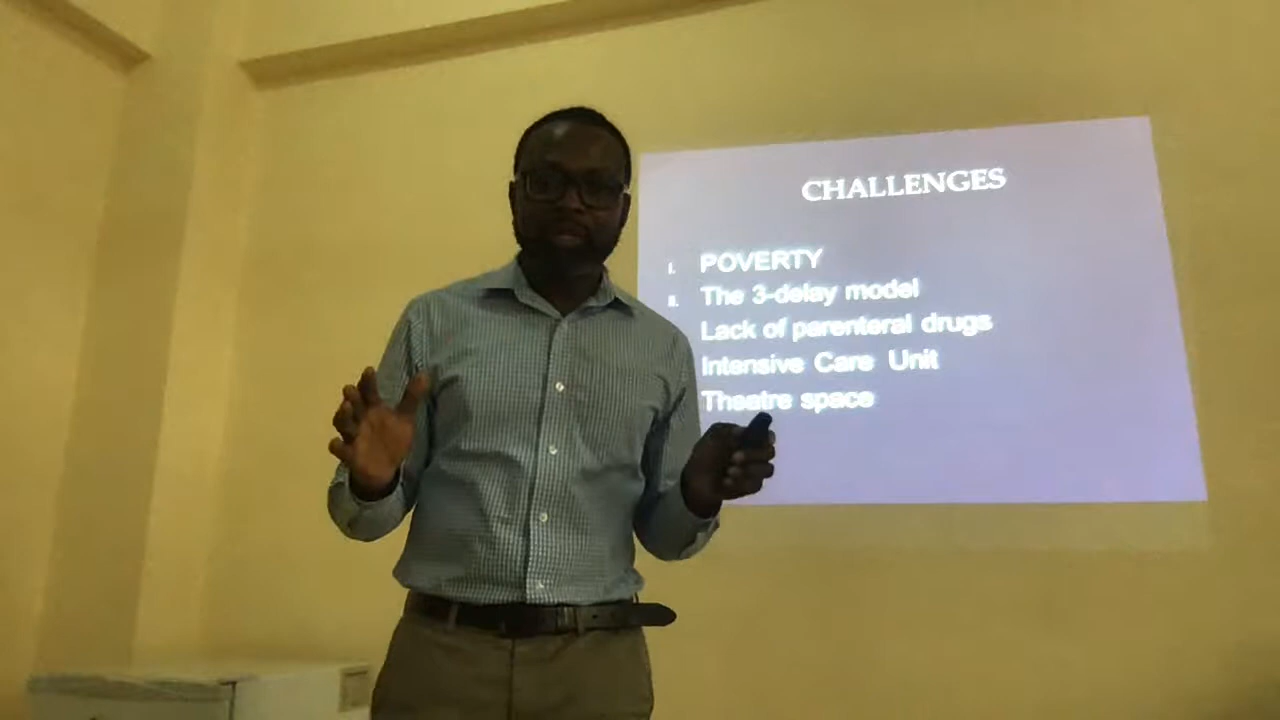 CHALLENGES
I. POVERTY
II. The 3-delay model
Lack of parenteral drugs
Intensive Care Unit
Theatre space